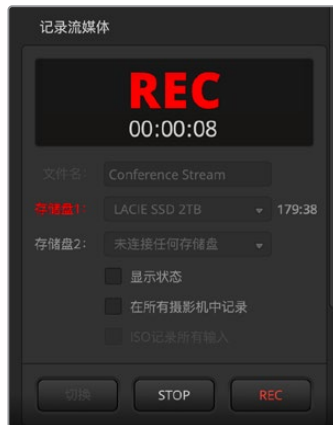 记录流媒体
REC
00:00:08
文件名： Conference Stream
存储盘1： LACIE SSD 2TB 179:38
存储盘2： 未连接任何存储盘
显示状态
在所有摄影机中记录
ISO记录所有输入
切换 STOP REC